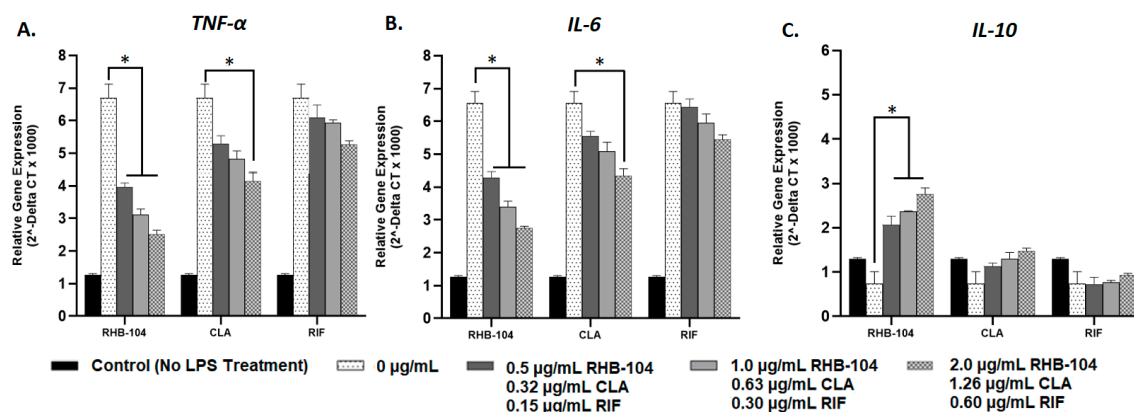 A.
TNF-α
*
*
Relative Gene Expression
(2^-Delta CT x 1000)
8
7
6
5
4
3
2
1
0
RHB-104
CLA
RIF
B.
IL-6
*
*
Relative Gene Expression
(2^-Delta CT x 1000)
8
7
6
5
4
3
2
1
0
RHB-104
CLA
RIF
C.
IL-10
*
Relative Gene Expression
(2^-Delta CT x 1000)
6
5
4
3
2
1
0
RHB-104
CLA
RIF
Control (No LPS Treatment)
0 μg/mL
0.5 μg/mL RHB-104
0.32 μg/mL CLA
0.15 μg/mL RIF
1.0 μg/mL RHB-104
0.63 μg/mL CLA
0.30 μg/mL RIF
2.0 μg/mL RHB-104
1.26 μg/mL CLA
0.60 μg/mL RIF